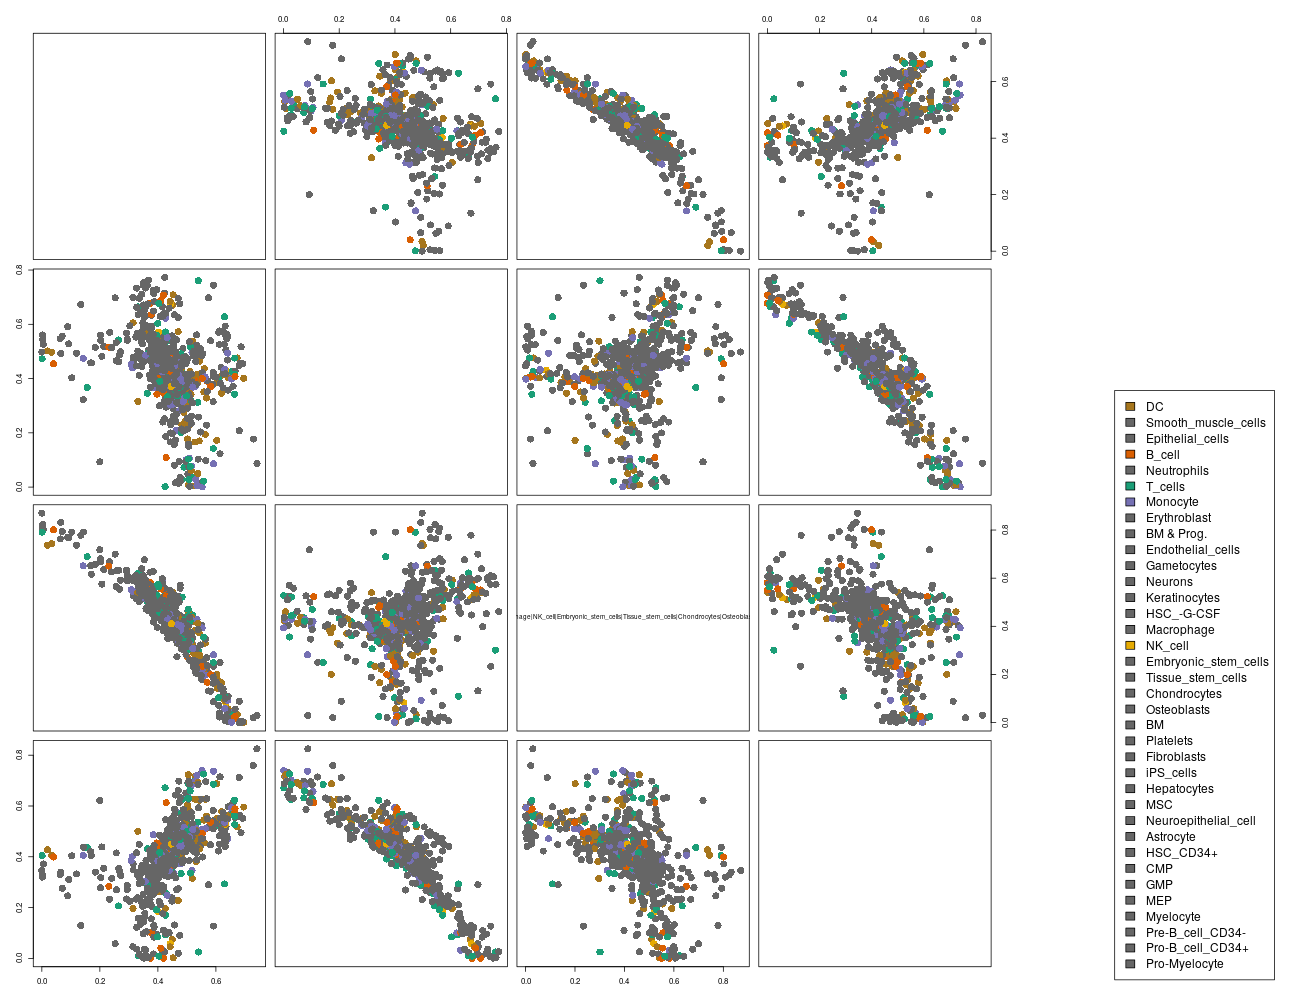 0.0 0.2 0.4 0.6 0.8
0.0 0.2 0.4 0.6 0.8
0.6
0.4
0.2
0.0
0.8
0.6
0.4
0.2
0.0
0.8
0.6
0.4
0.2
0.0
nage|NK_cell|Embryonic_stem_cells|Tissue_stem_cells|Chondrocytes|Osteobla
0.8
0.6
0.4
0.2
0.0
0.0 0.2 0.4 0.6
0.0 0.2 0.4 0.6 0.8
DC
Smooth_muscle_cells
Epithelial_cells
B_cell
Neutrophils
T_cells
Monocyte
Erythroblast
BM & Prog.
Endothelial_cells
Gametocytes
Neurons
Keratinocytes
HSC_-G-CSF
Macrophage
NK_cell
Embryonic_stem_cells
Tissue_stem_cells
Chondrocytes
Osteoblasts
BM
Platelets
Fibroblasts
iPS_cells
Hepatocytes
MSC
Neuroepithelial_cell
Astrocyte
HSC_CD34+
CMP
GMP
MEP
Myelocyte
Pre-B_cell_CD34-
Pro-B_cell_CD34+
Pro-Myelocyte